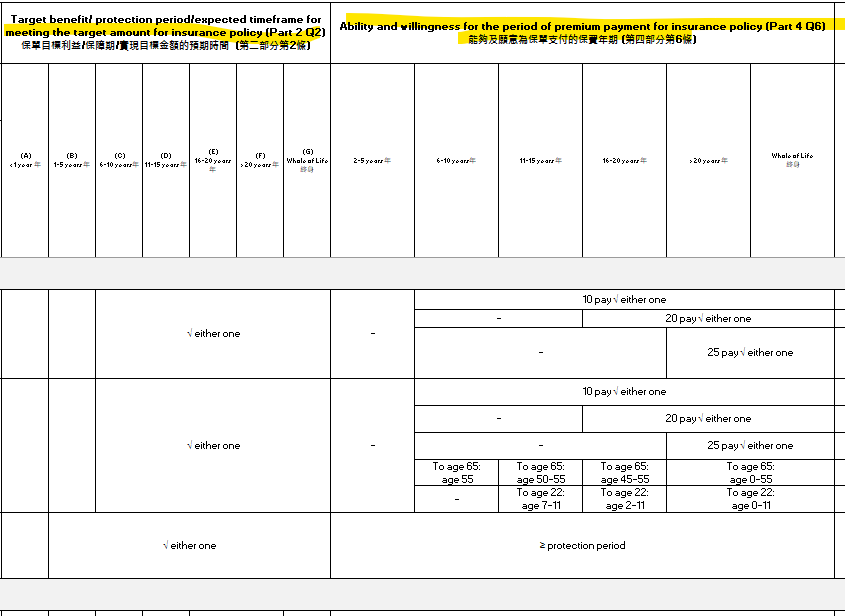 Target benefit/ protection period/expected timeframe for
meeting the target amount for insurance policy (Part 2 Q2)
保單目標利益/保障期/實現目標金額的預期時間 (第二部分第2條)
Ability and willingness for the period of premium payment for insurance policy (Part 4 Q6)
能夠及願意為保單支付的保費年期 (第四部分第6條)
(A)
<1 year 年
(B)
1-5 years 年
(C)
6-10 years 年
(D)
11-15 years 年
(E)
16-20 years
年
(F)
>20 years 年
(G)
Whole of Life
終身
2-5 years 年
6-10 years 年
11-15 years 年
16-20 years 年
>20 years 年
Whole of Life
終身
√ either one
-
10 pay √ either one
-
20 pay √ either one
-
25 pay √ either one
√ either one
-
10 pay √ either one
-
20 pay √ either one
-
25 pay √ either one
To age 65:
age 55
To age 65:
age 50-55
To age 65:
age 45-55
To age 65:
age 0-55
-
To age 22:
age 7-11
To age 22:
age 2-11
To age 22:
age 0-11
√ either one
≥ protection period